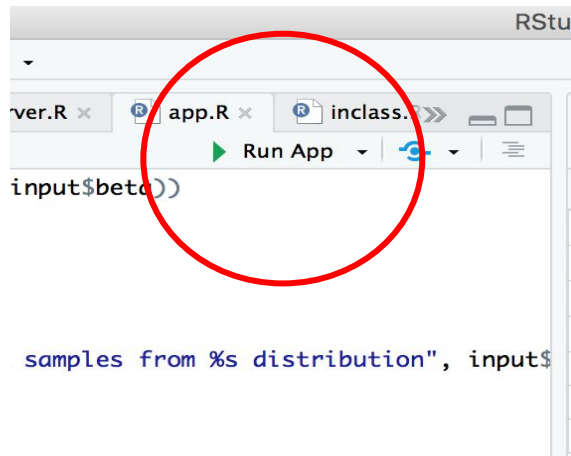 RStu
rver.R × app.R × inclass.R »
Run App
input$beta))
samples from %s distribution", input$